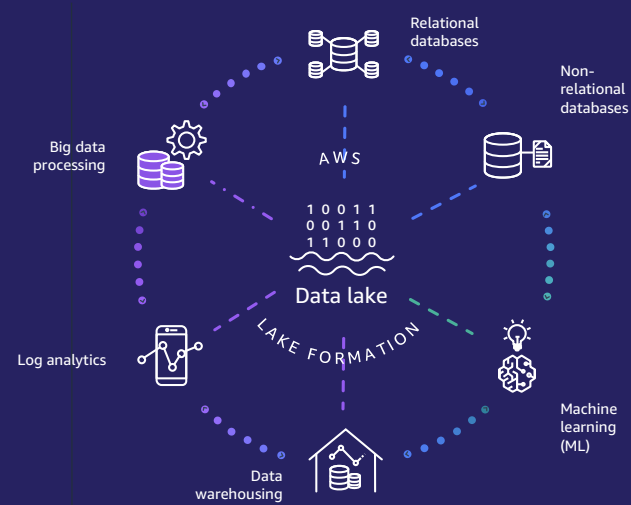 Relational
databases
Non-
relational
databases
Big data
processing
AWS
1 0 0 1 1
0 0 1 1 0
1 1 0 0 0
Data lake
LAKE FORMATION
Log analytics
Machine
learning
(ML)
Data
warehousing